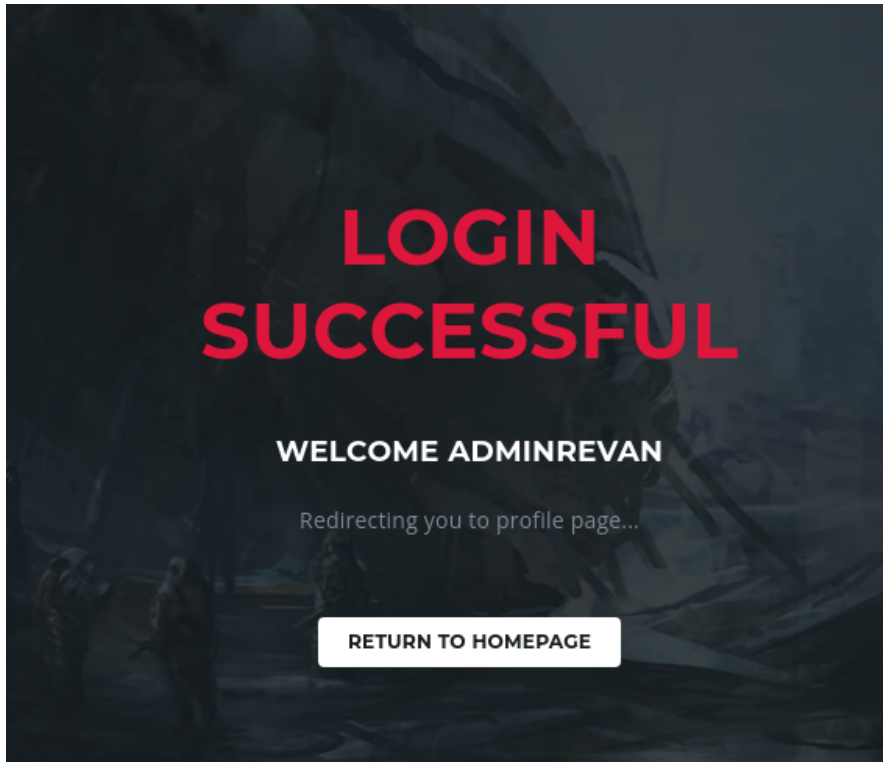 LOGIN
SUCCESSFUL
WELCOME ADMINREVAN
Redirecting you to profile page...
RETURN TO HOMEPAGE